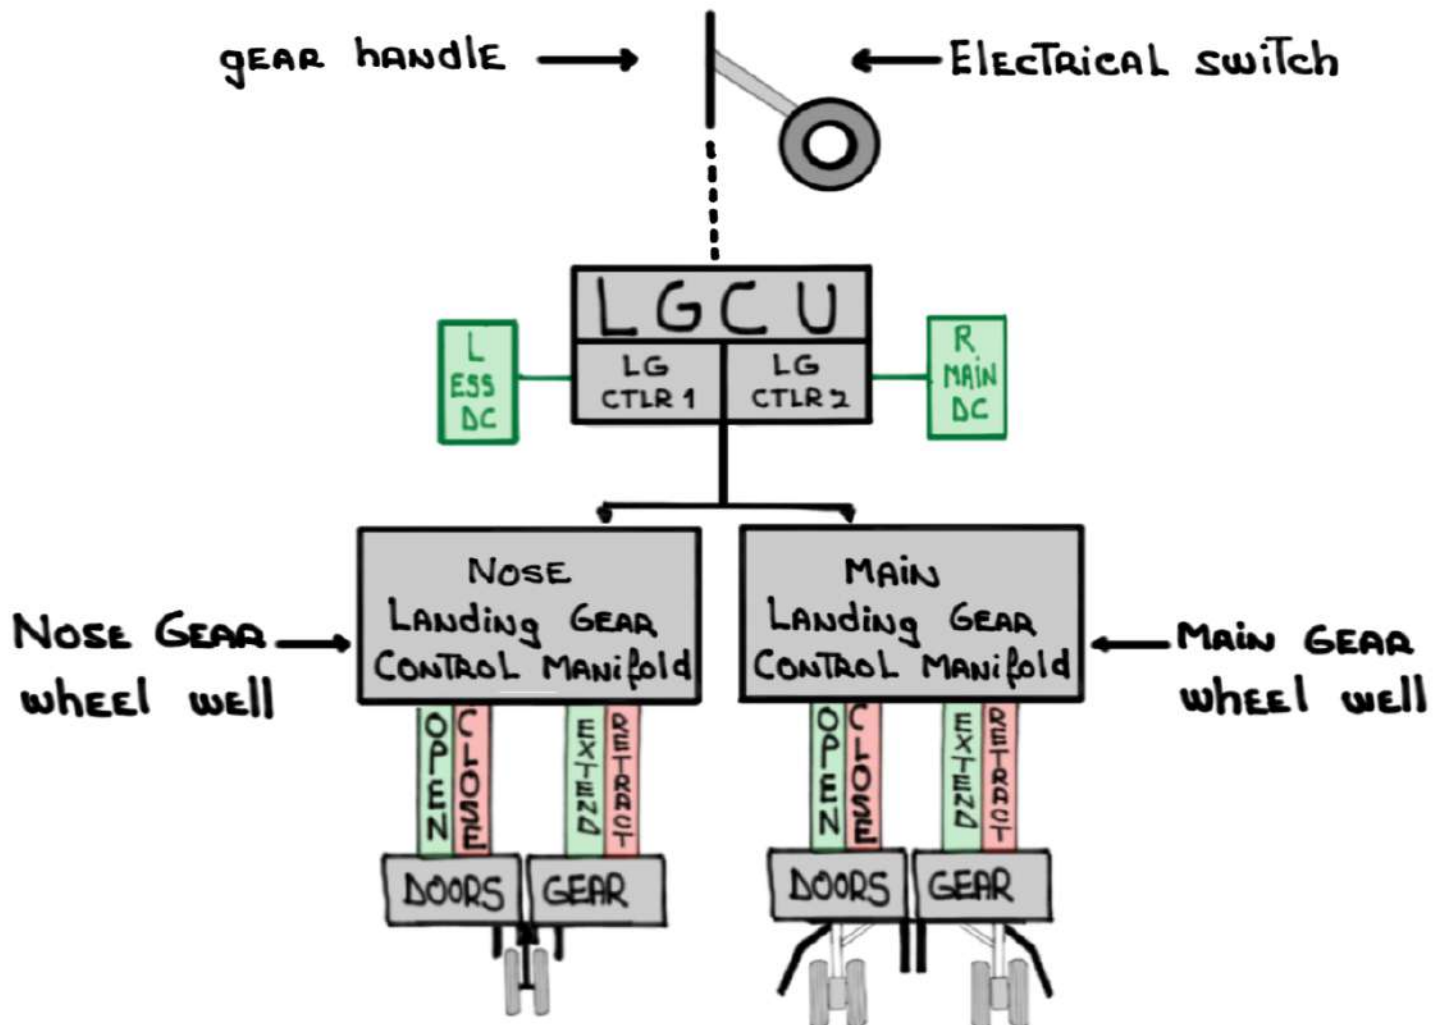 gEAR handlE
ElEcTRicAL switch
LGCU
LG
CTLR 1
LG
CTLR 2
L
ESS
DC
R
MAIN
DC
NOSE
LANding GEAR
CONTROL MANifold
MAiN
LANding GEAR
CONTROL MANifold
NOSE GEAR
whEEl wEll
MAiN GEAR
whEEl wEll
OPEN
CLOSE
EXTEND
RETRACT
OPEN
CLOSE
EXTEND
RETRACT
DOORS
GEAR
DOORS
GEAR